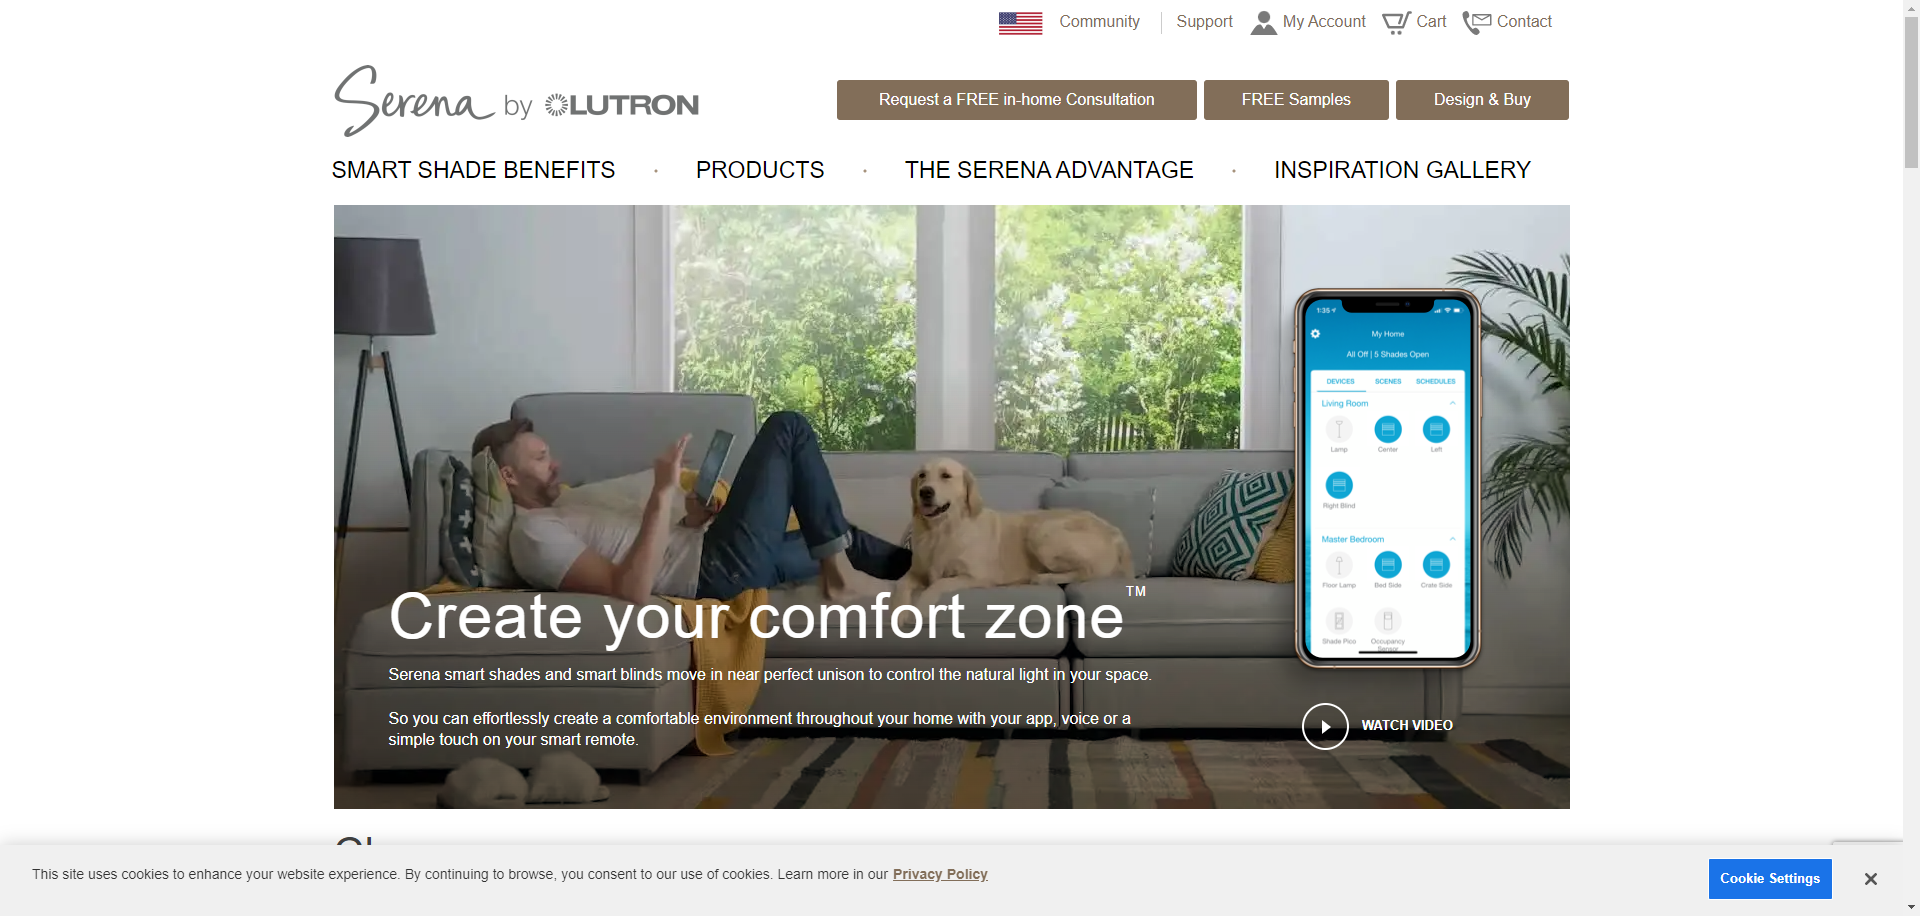 Community
Support
My Account
Cart
Contact
Serena by LUTRON
Request a FREE in-home Consultation
FREE Samples
Design & Buy
SMART SHADE BENEFITS
PRODUCTS
THE SERENA ADVANTAGE
INSPIRATION GALLERY
1:35
My Home
All Off | 5 Shades Open
DEVICES
SCENES
SCHEDULES
Living Room
Lamp
Center
Left
Right Blind
Master Bedroom
Floor Lamp
Bed Side
Crate Side
Shade Pico
Occupancy
Sensor
Create your comfort zone™
Serena smart shades and smart blinds move in near perfect unison to control the natural light in your space.
So you can effortlessly create a comfortable environment throughout your home with your app, voice or a
simple touch on your smart remote.
WATCH VIDEO
This site uses cookies to enhance your website experience. By continuing to browse, you consent to our use of cookies. Learn more in our Privacy Policy
Cookie Settings